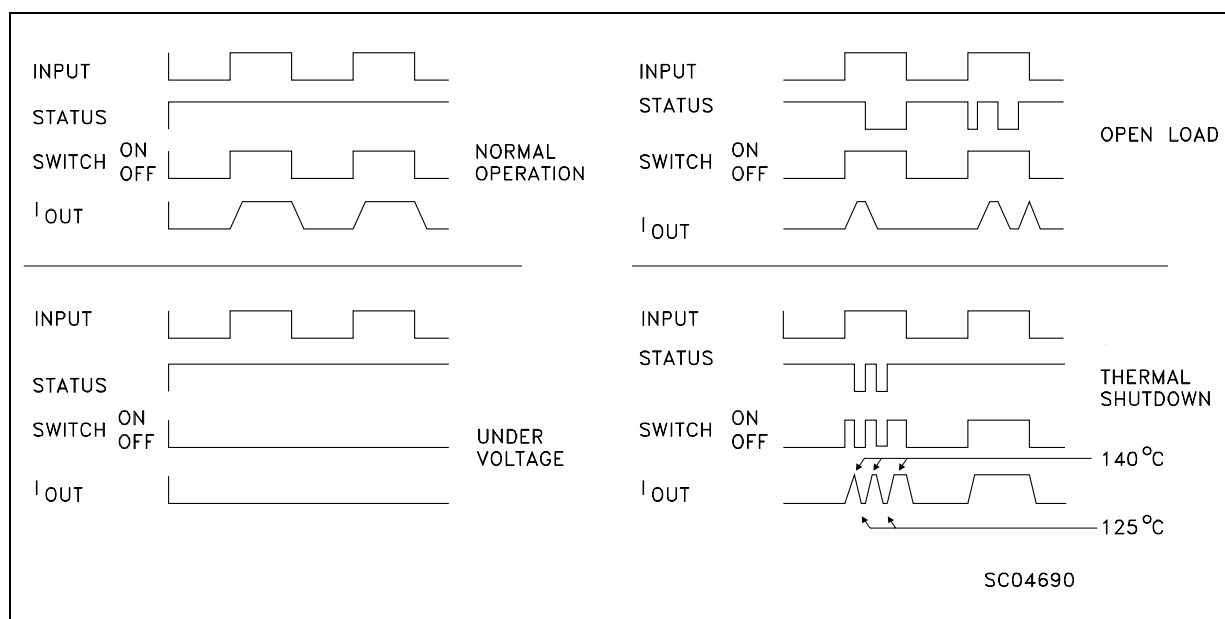 INPUT
STATUS
SWITCH ON
OFF
I OUT
NORMAL
OPERATION
INPUT
STATUS
SWITCH ON
OFF
I OUT
OPEN LOAD
INPUT
STATUS
SWITCH ON
OFF
I OUT
UNDER
VOLTAGE
INPUT
STATUS
SWITCH ON
OFF
I OUT
THERMAL
SHUTDOWN
140 °C
125 °C
SC04690